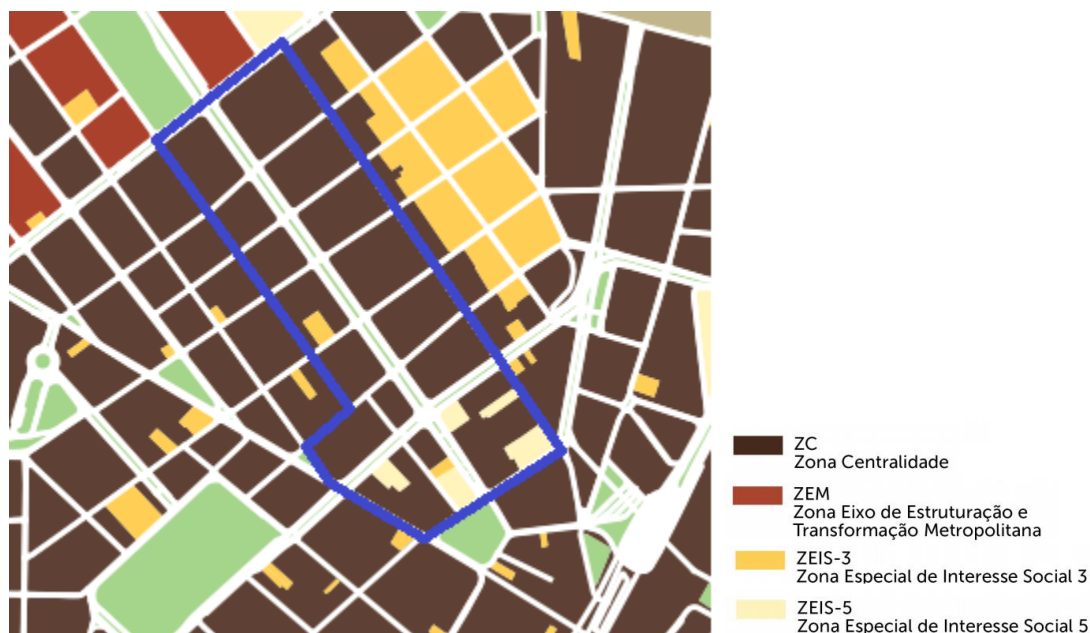 ZC
Zona Centralidade
ZEM
Zona Eixo de Estruturação e
Transformação Metropolitana
ZEIS-3
Zona Especial de Interesse Social 3
ZEIS-5
Zona Especial de Interesse Social 5